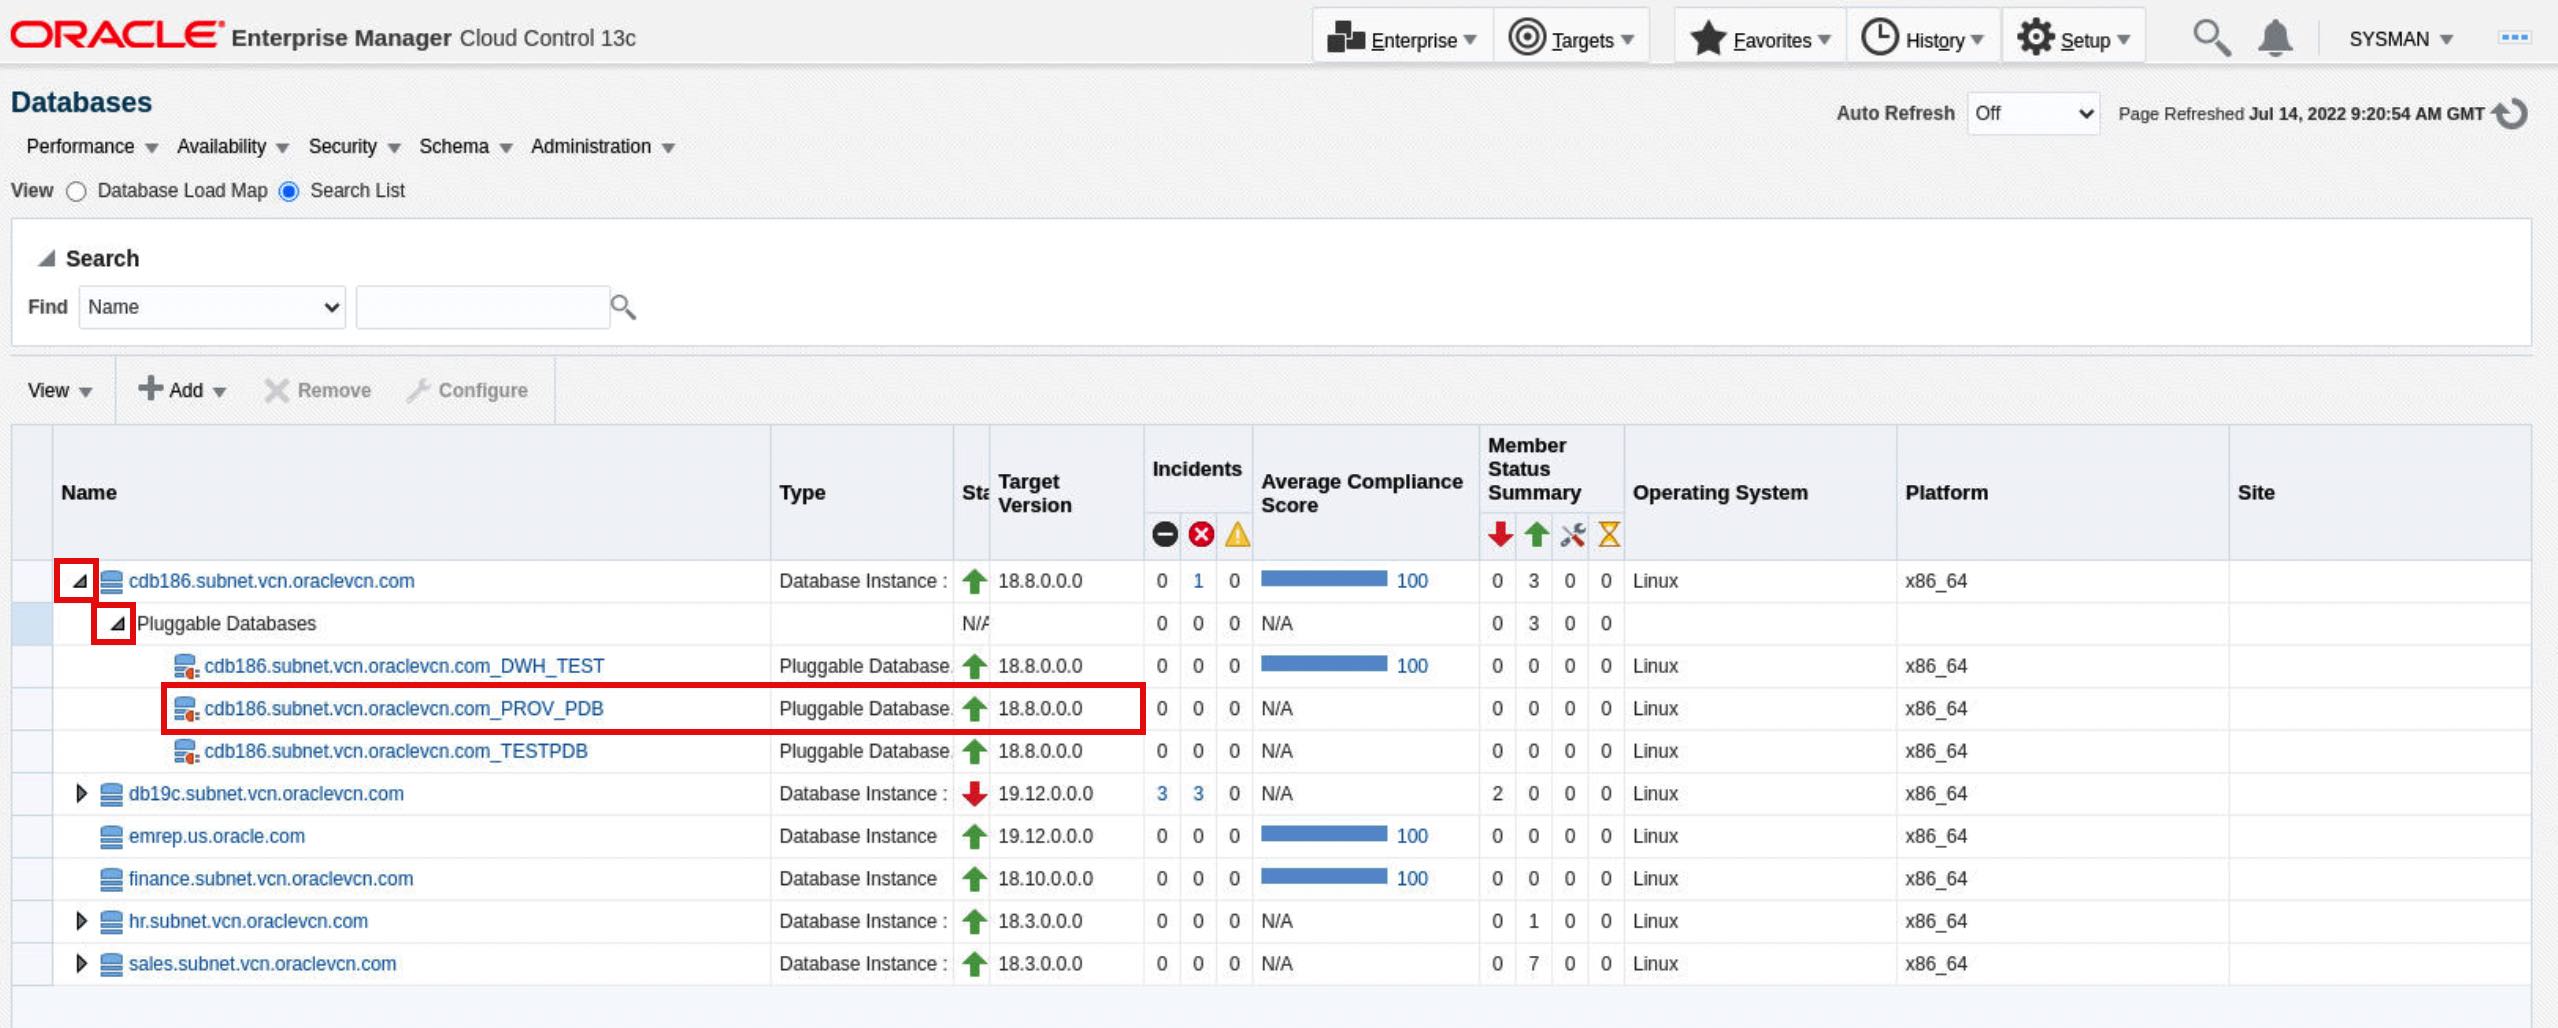 ORACLE Enterprise Manager Cloud Control 13c Enterprise Targets Favorites History Setup SYSMAN
Databases
Auto Refresh Off Page Refreshed Jul 14, 2022 9:20:54 AM GMT
Performance Availability Security Schema Administration
View Database Load Map Search List
Search
Find Name
View Add Remove Configure
Name Type Sta Target Version Incidents Average Compliance Score Member Status Summary Operating System Platform Site
cdb186.subnet.vcn.oraclevcn.com Database Instance : 18.8.0.0.0 0 1 0 100 0 3 0 0 Linux x86_64
Pluggable Databases N/A 0 0 0 N/A 0 3 0 0
cdb186.subnet.vcn.oraclevcn.com_DWH_TEST Pluggable Database 18.8.0.0.0 0 0 0 100 0 0 0 0 Linux x86_64
cdb186.subnet.vcn.oraclevcn.com_PROV_PDB Pluggable Database 18.8.0.0.0 0 0 0 N/A 0 0 0 0 Linux x86_64
cdb186.subnet.vcn.oraclevcn.com_TESTPDB Pluggable Database 18.8.0.0.0 0 0 0 N/A 0 0 0 0 Linux x86_64
db19c.subnet.vcn.oraclevcn.com Database Instance : 19.12.0.0.0 3 3 0 N/A 2 0 0 0 Linux x86_64
emrep.us.oracle.com Database Instance 19.12.0.0.0 0 0 0 100 0 0 0 0 Linux x86_64
finance.subnet.vcn.oraclevcn.com Database Instance 18.10.0.0.0 0 0 0 100 0 0 0 0 Linux x86_64
hr.subnet.vcn.oraclevcn.com Database Instance : 18.3.0.0.0 0 0 0 N/A 0 1 0 0 Linux x86_64
sales.subnet.vcn.oraclevcn.com Database Instance : 18.3.0.0.0 0 0 0 N/A 0 7 0 0 Linux x86_64